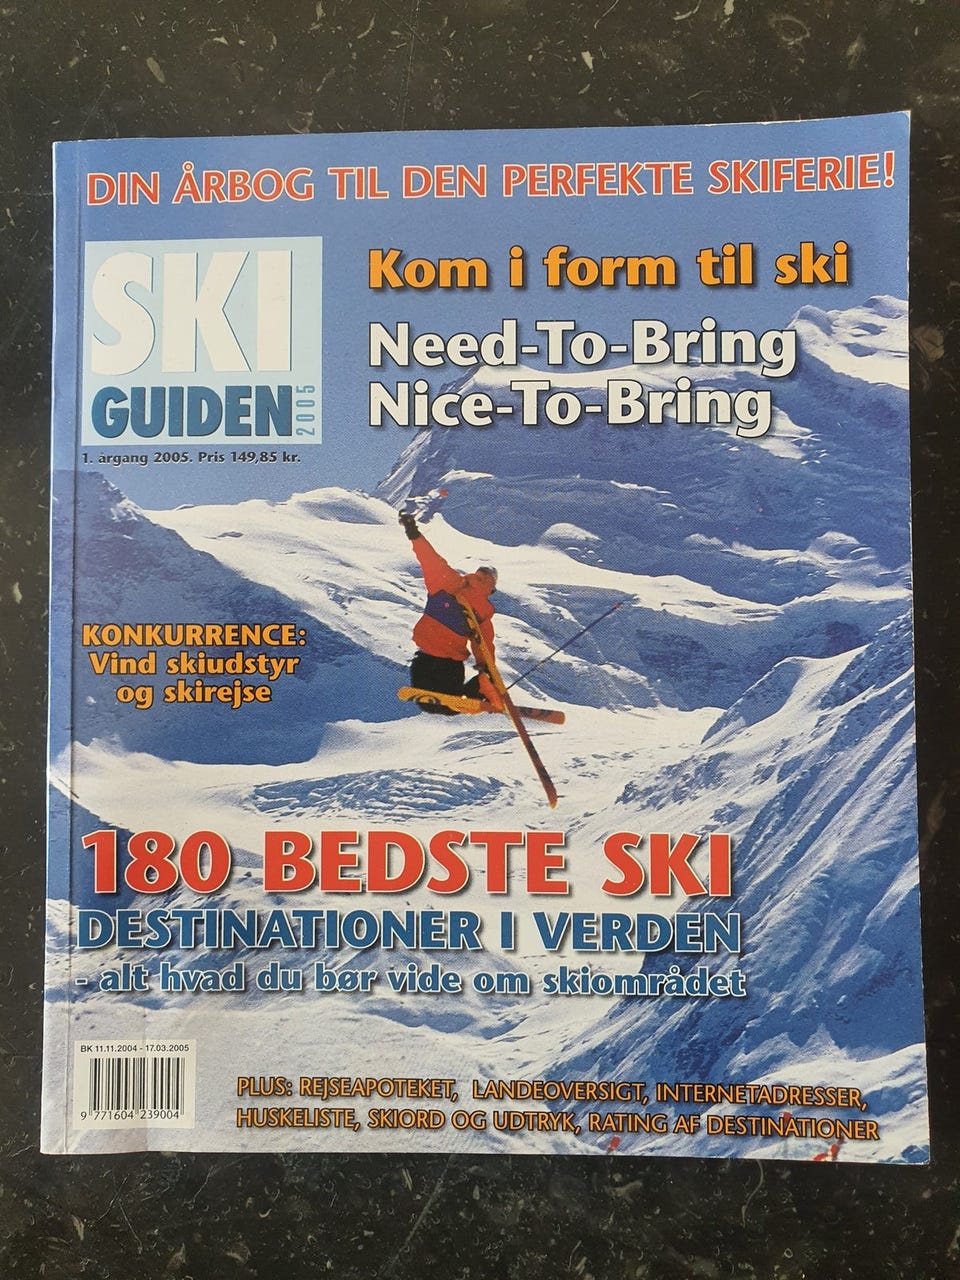 DIN ÅRBOG TIL DEN PERFEKTE SKIFERIE!
SKI
GUIDEN
2005
1. årgang 2005. Pris 149,85 kr.
Kom i form til ski
Need-To-Bring
Nice-To-Bring
KONKURRENCE:
Vind skiudstyr
og skirejse
180 BEDSTE SKI
DESTINATIONER I VERDEN
- alt hvad du bør vide om skiområdet
BK 11.11.2004 - 17.03.2005
9 771604 239004
PLUS: REJSEAPOTEKET, LANDEOVERSIGT, INTERNETADRESSER,
HUSKELISTE, SKIORD OG UDTRYK, RATING AF DESTINATIONER